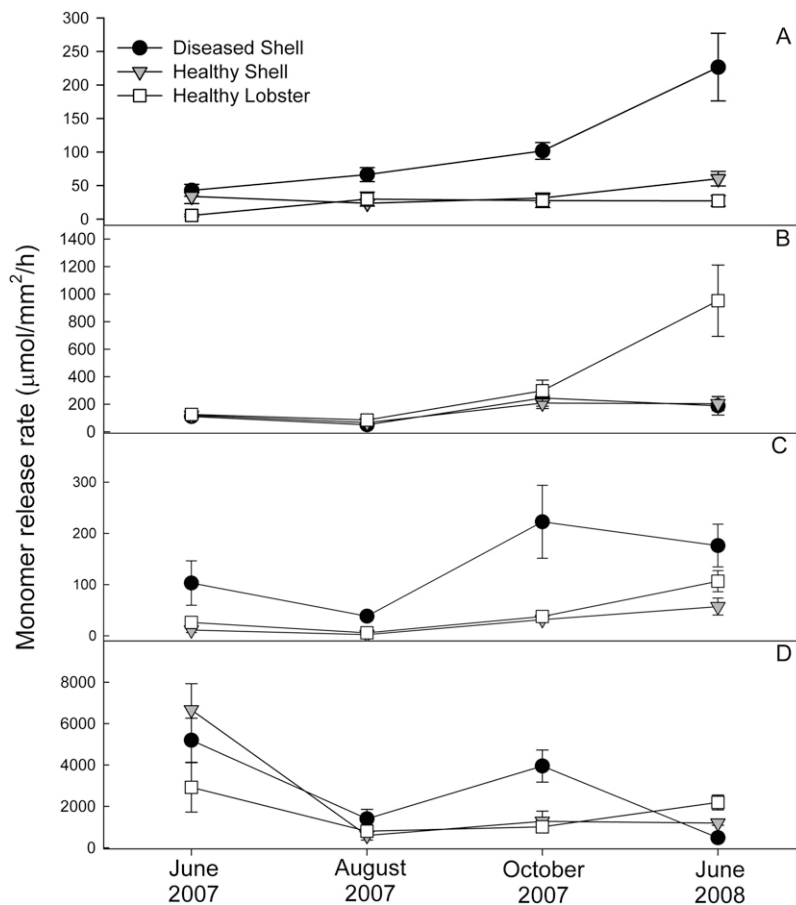 300
250
200
150
100
50
0
A
Diseased Shell
Healthy Shell
Healthy Lobster
1400
1200
1000
800
600
400
200
0
B
Monomer release rate (µmol/mm²/h)
300
200
100
0
C
8000
6000
4000
2000
0
D
June
2007
August
2007
October
2007
June
2008